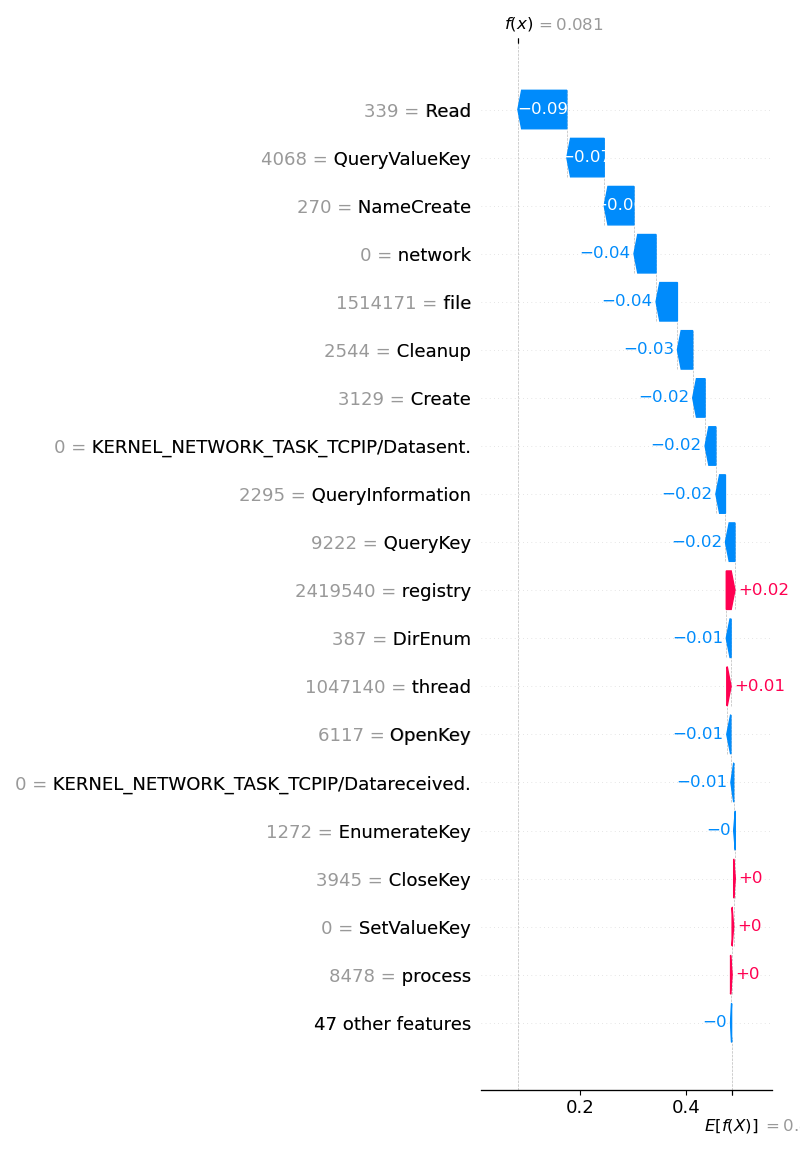 f(x) = 0.081
339 = Read
−0.09
4068 = QueryValueKey
−0.07
270 = NameCreate
−0.0
0 = network
−0.04
1514171 = file
−0.04
2544 = Cleanup
−0.03
3129 = Create
−0.02
0 = KERNEL_NETWORK_TASK_TCPIP/Datasent.
−0.02
2295 = QueryInformation
−0.02
9222 = QueryKey
−0.02
2419540 = registry
+0.02
387 = DirEnum
−0.01
1047140 = thread
+0.01
6117 = OpenKey
−0.01
0 = KERNEL_NETWORK_TASK_TCPIP/Datareceived.
−0.01
1272 = EnumerateKey
−0
3945 = CloseKey
+0
0 = SetValueKey
+0
8478 = process
+0
47 other features
−0
0.2 0.4
E[f(X)] = 0.